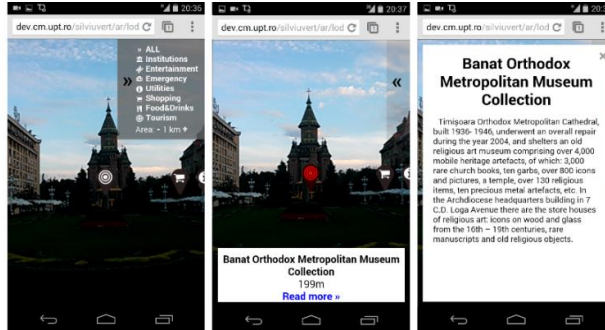 20:35
dev.cm.upt.ro/silviuvert/ar/lod
ALL
Institutions
Entertainment
Emergency
Utilities
Shopping
Food&Drinks
Tourism
Area: - 1 km +
20:37
dev.cm.upt.ro/silviuvert/ar/lod
Banat Orthodox Metropolitan Museum
Collection
199m
Read more »
dev.cm.upt.ro/silviuvert/ar/lod
Banat Orthodox
Metropolitan Museum
Collection
Timișoara Orthodox Metropolitan Cathedral,
built 1936- 1946, underwent an overall repair
during the year 2004, and shelters an old
religious art museum comprising over 4,000
mobile heritage artefacts, of which: 3,000
rare church books, ten garbs, over 800 icons
and pictures, a temple, over 130 religious
items, ten precious metal artefacts, etc. In
the Archdiocese headquarters building in 7
C.D. Loga Avenue there are the store houses
of religious art: icons on wood and glass
from the 16th – 19th centuries, rare
manuscripts and old religious objects.